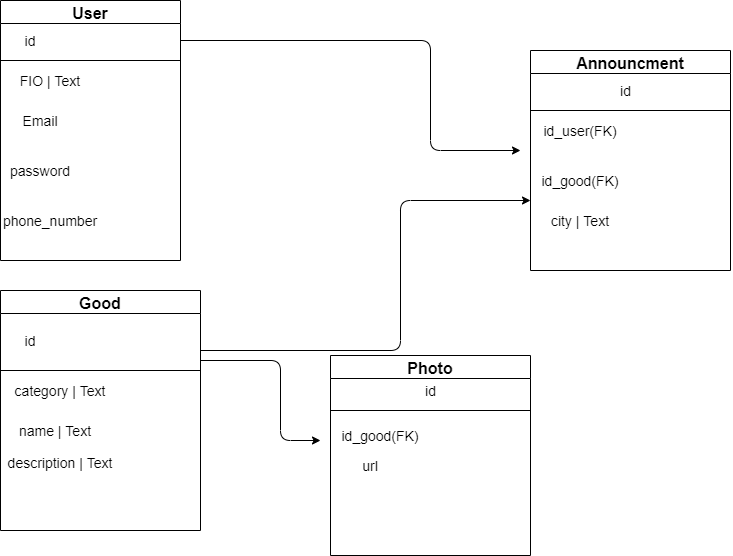 User
id
FIO | Text
Email
password
phone_number
Announcment
id
id_user(FK)
id_good(FK)
city | Text
Good
id
category | Text
name | Text
description | Text
Photo
id
id_good(FK)
url